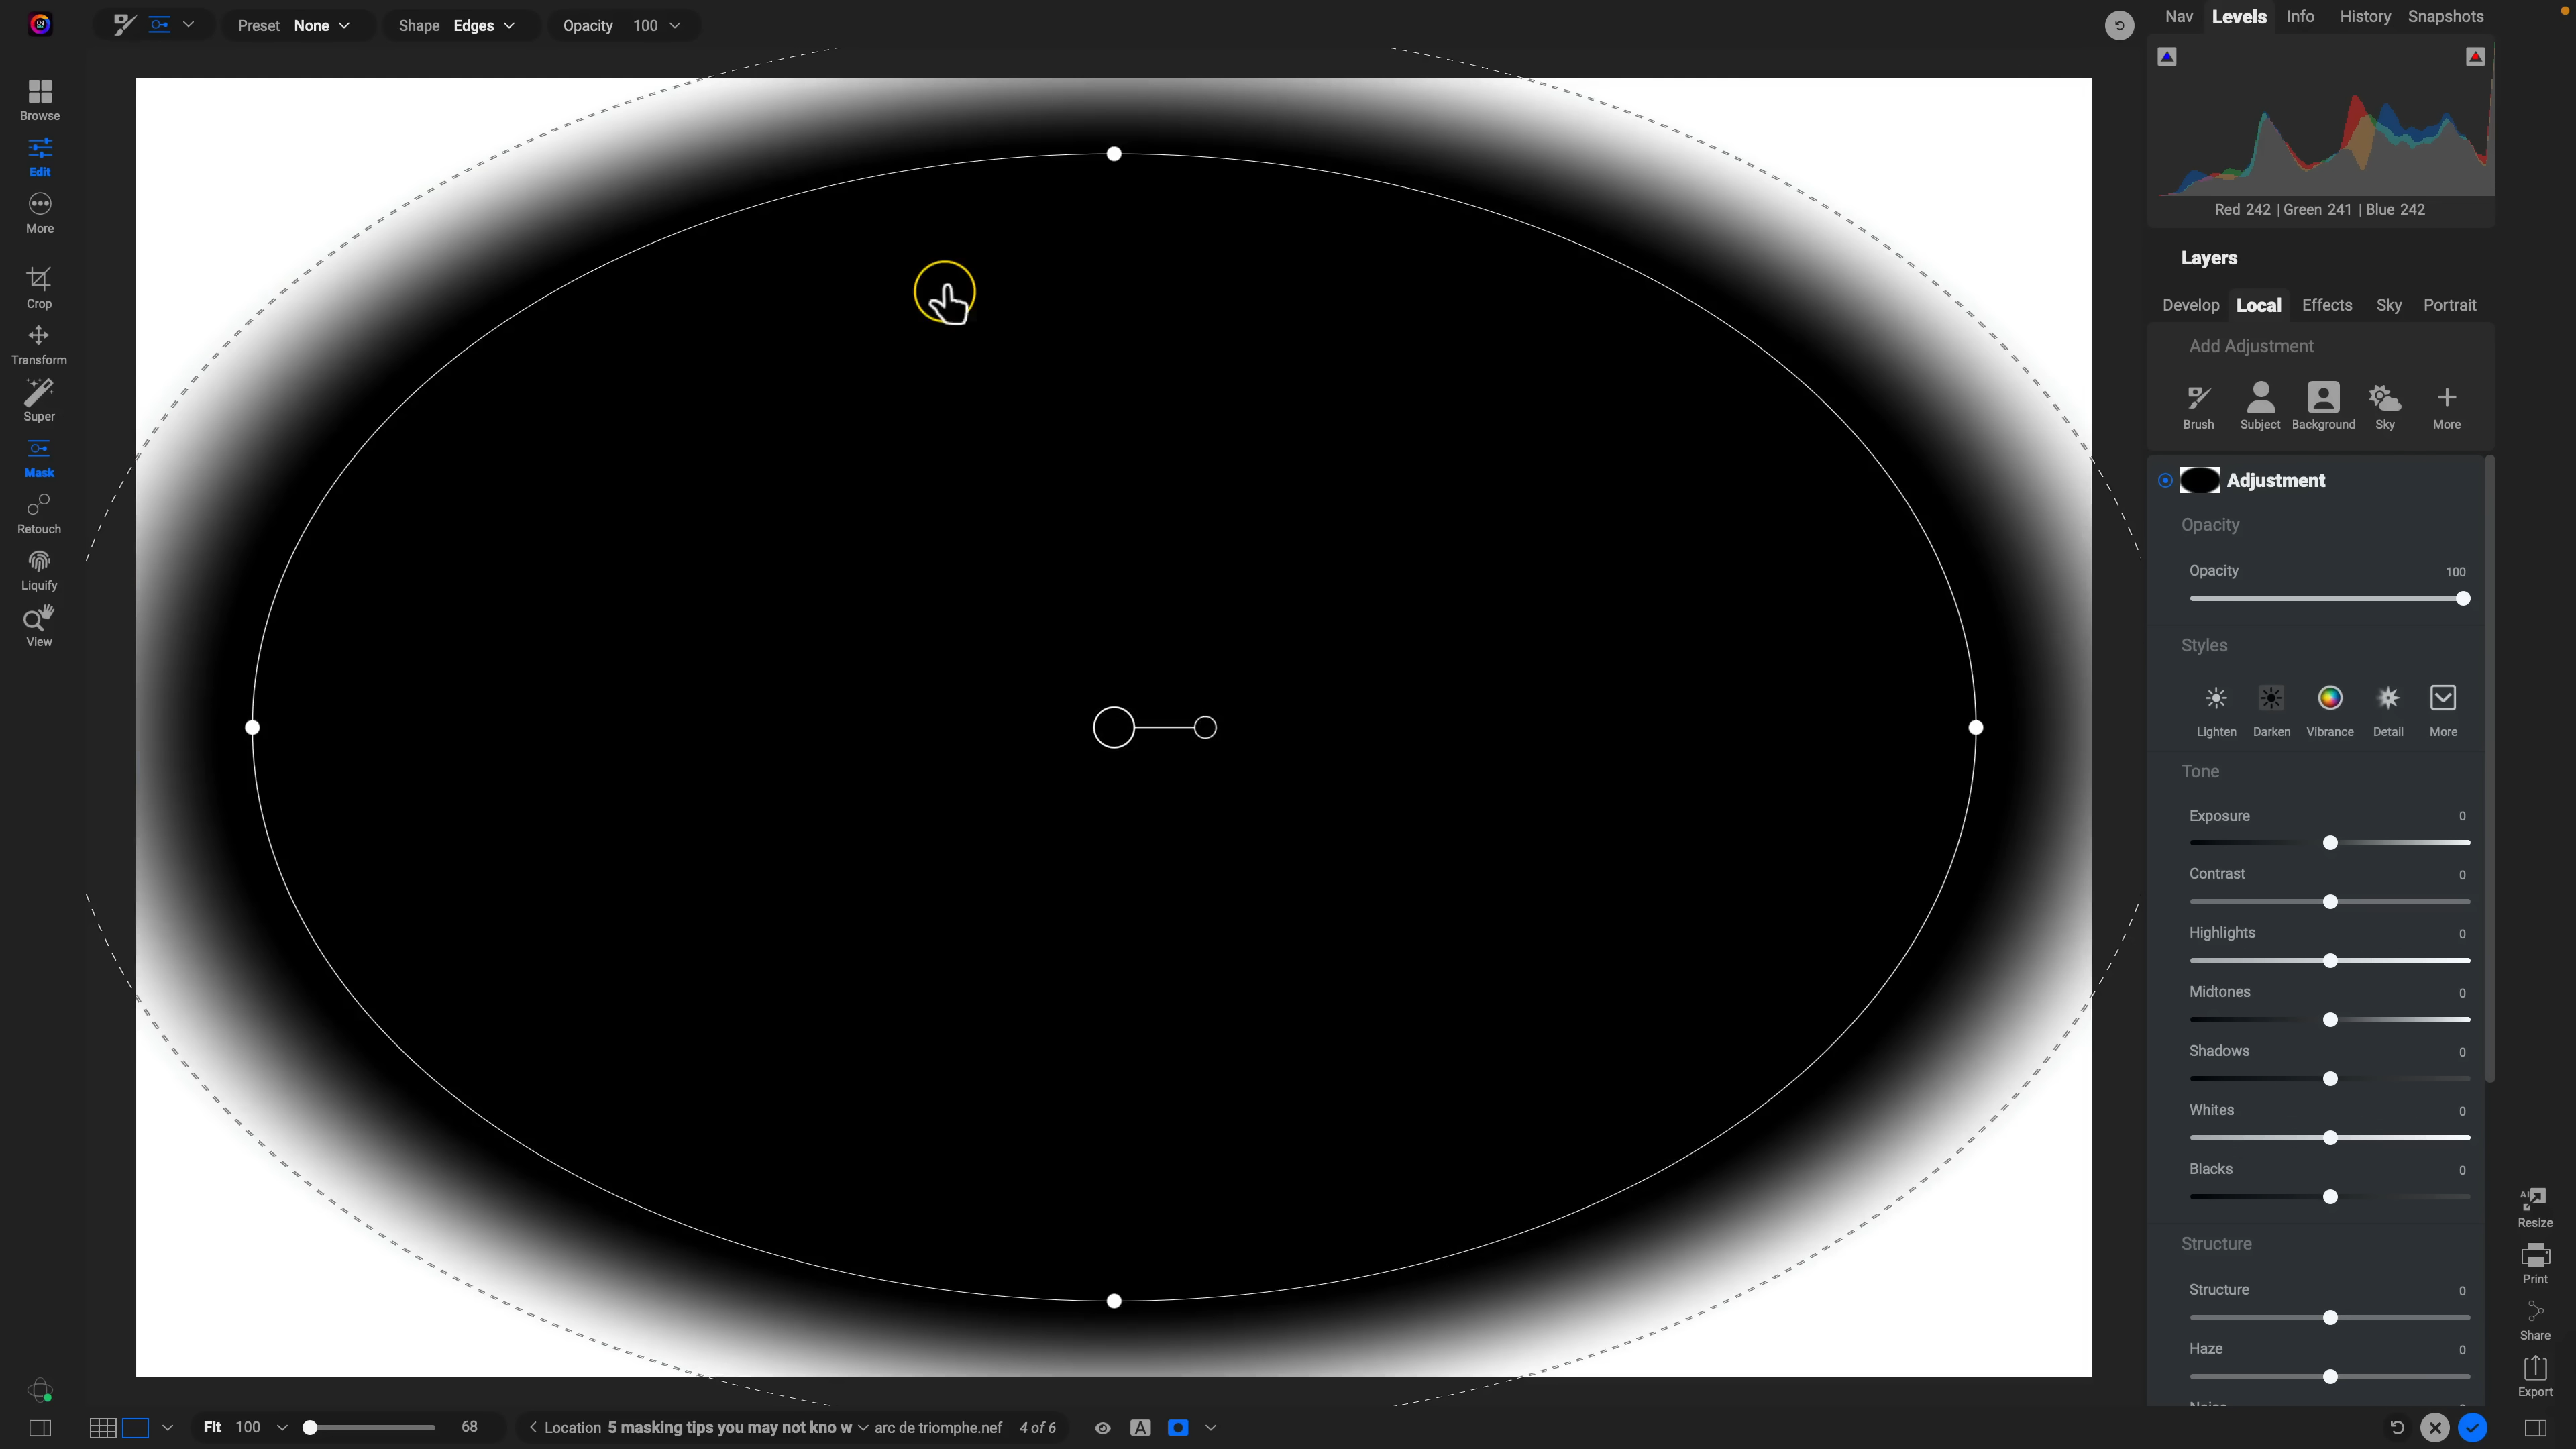 Preset None
Shape Edges
Opacity 100
Nav Levels Info History Snapshots
Browse
Edit
More
Crop
Transform
Super
Mask
Retouch
Liquify
View
Red 242 | Green 241 | Blue 242
Layers
Develop Local Effects Sky Portrait
Add Adjustment
Brush Subject Background Sky More
Adjustment
Opacity
Opacity 100
Styles
Lighten Darken Vibrance Detail More
Tone
Exposure 0
Contrast 0
Highlights 0
Midtones 0
Shadows 0
Whites 0
Blacks 0
Structure
Structure 0
Haze 0
AI
Resize
Print
Share
Export
Fit 100 68 Location 5 masking tips you may not kno w arc de triomphe.nef 4 of 6 A